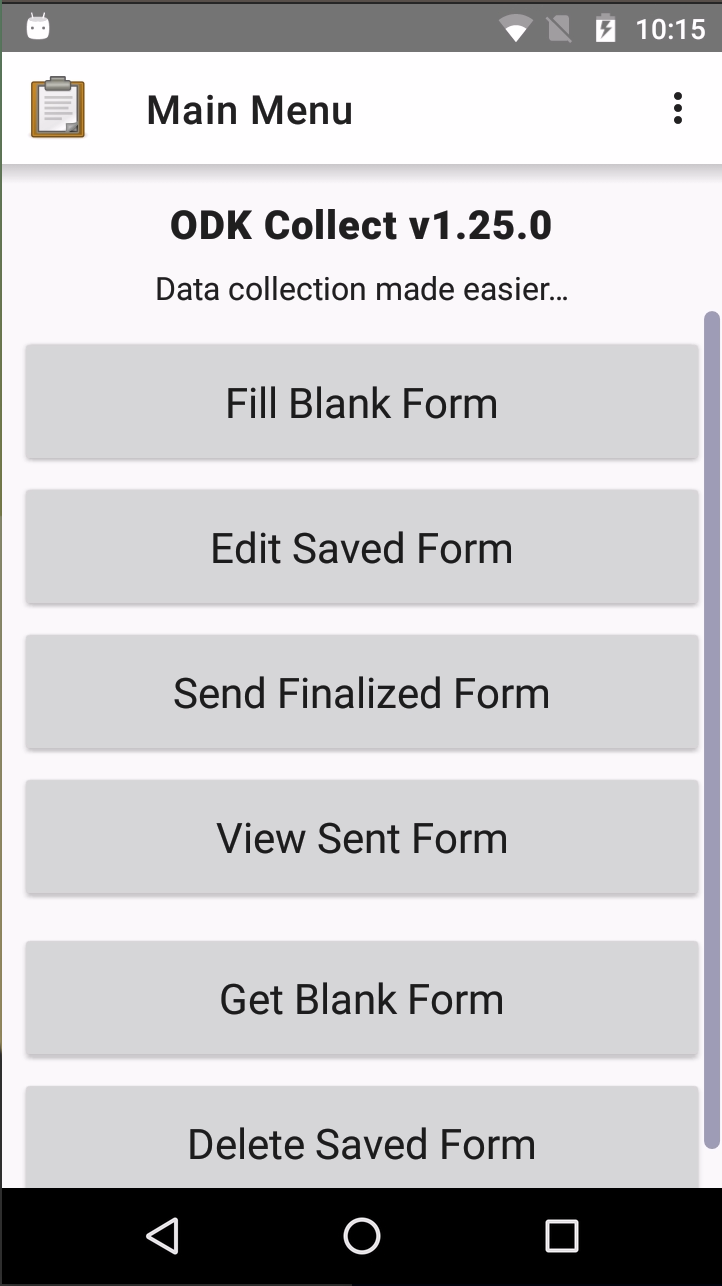 10:15
Main Menu
ODK Collect v1.25.0
Data collection made easier...
Fill Blank Form
Edit Saved Form
Send Finalized Form
View Sent Form
Get Blank Form
Delete Saved Form